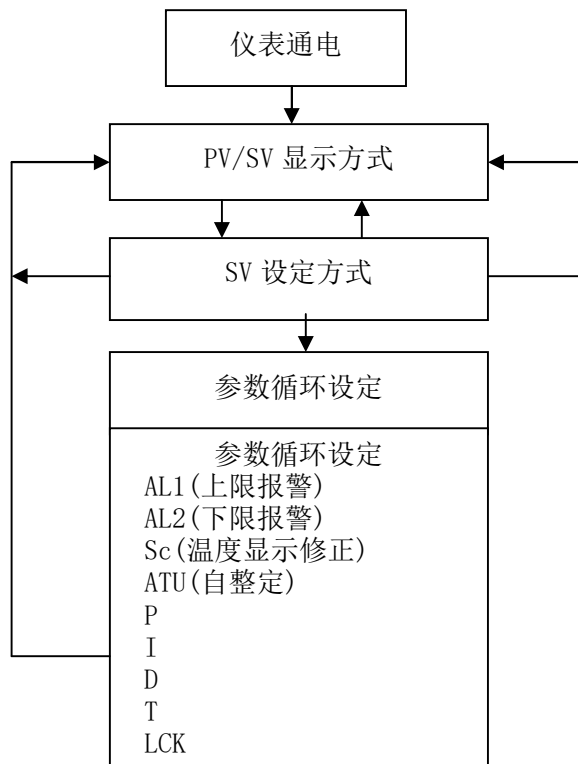 仪表通电
PV/SV 显示方式
SV 设定方式
参数循环设定
参数循环设定
AL1(上限报警)
AL2(下限报警)
Sc(温度显示修正)
ATU(自整定)
P
I
D
T
LCK